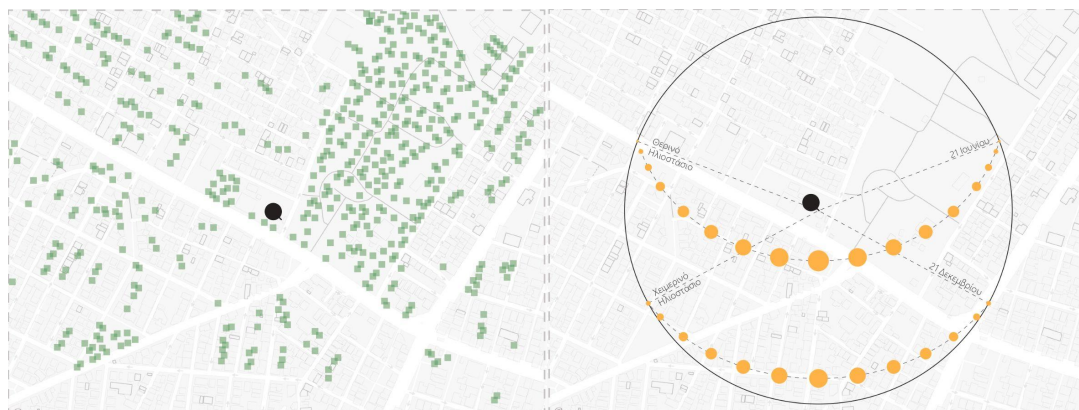 Θερινό
Ηλιοστάσιο
21 Ιουνίου
Χειμερινό
Ηλιοστάσιο
21 Δεκεμβρίου